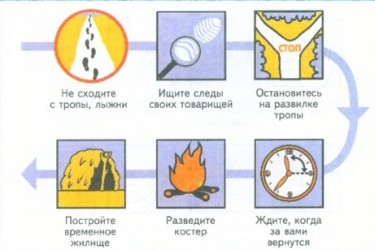 СТОП
Не сходите
с тропы, лыжни
Ищите следы
своих товарищей
Остановитесь
на развилке
тропы
Постройте
временное
жилище
Разведите
костер
Ждите, когда
за вами
вернутся